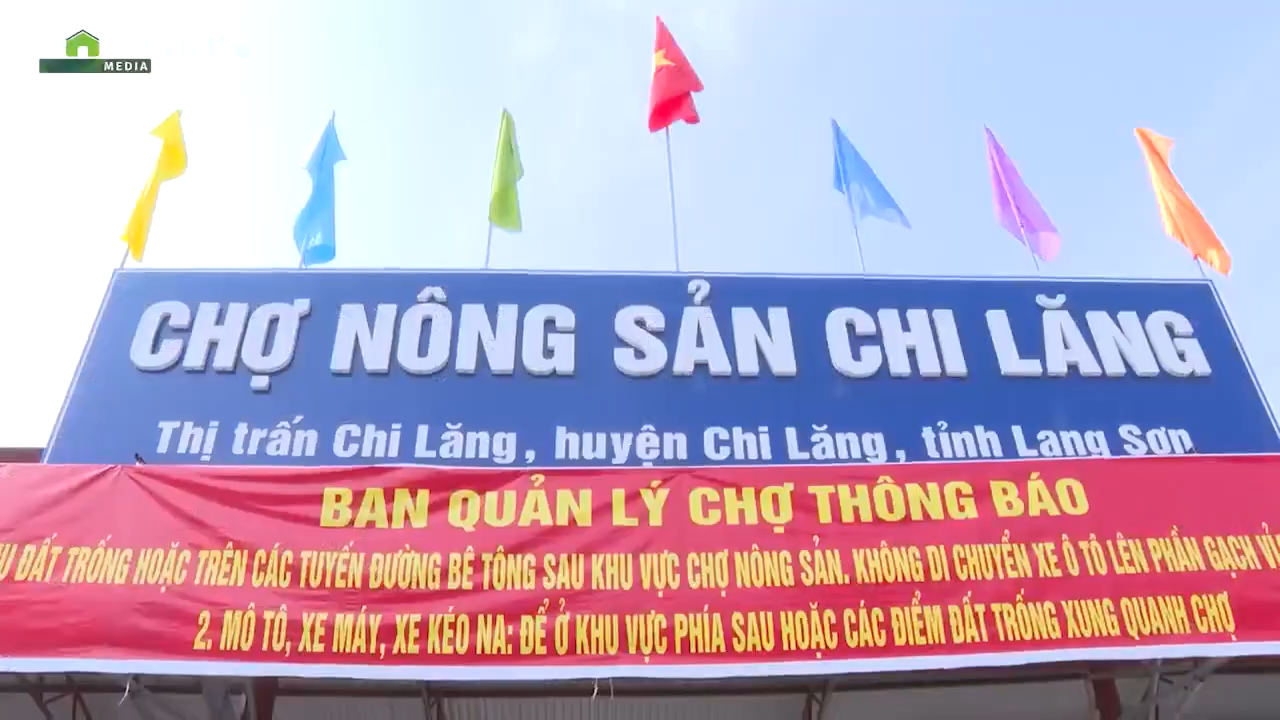 MEDIA
CHỢ NÔNG SẢN CHI LĂNG
Thị trấn Chi Lăng, huyện Chi Lăng, tỉnh Lạng Sơn
BAN QUẢN LÝ CHỢ THÔNG BÁO
ĐẤT TRỐNG HOẶC TRÊN CÁC TUYẾN ĐƯỜNG BÊ TÔNG SAU KHU VỰC CHỢ NÔNG SẢN. KHÔNG DI CHUYỂN XE Ô TÔ LÊN PHẦN GẠCH
2. MÔ TÔ, XE MÁY, XE KÉO NA: ĐỂ Ở KHU VỰC PHÍA SAU HOẶC CÁC ĐIỂM ĐẤT TRỐNG XUNG QUANH CHỢ